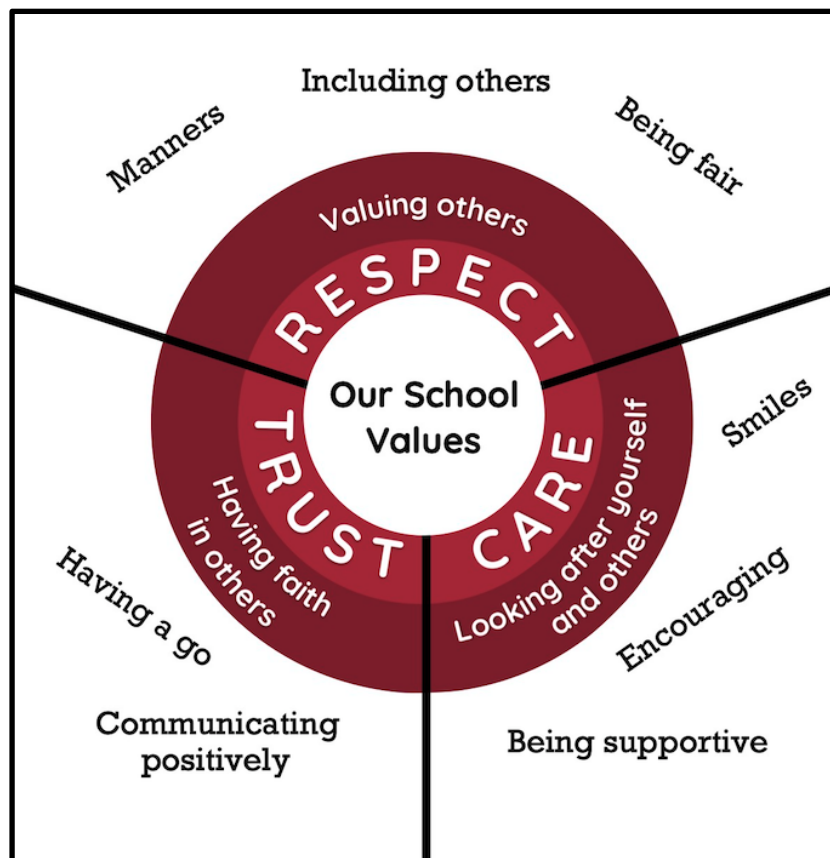 Including others
Manners
Being fair
Valuing others
RESPECT
Our School
Values
Smiles
CARE
Looking after yourself
and others
Encouraging
Being supportive
TRUST
Having faith
in others
Having a go
Communicating
positively